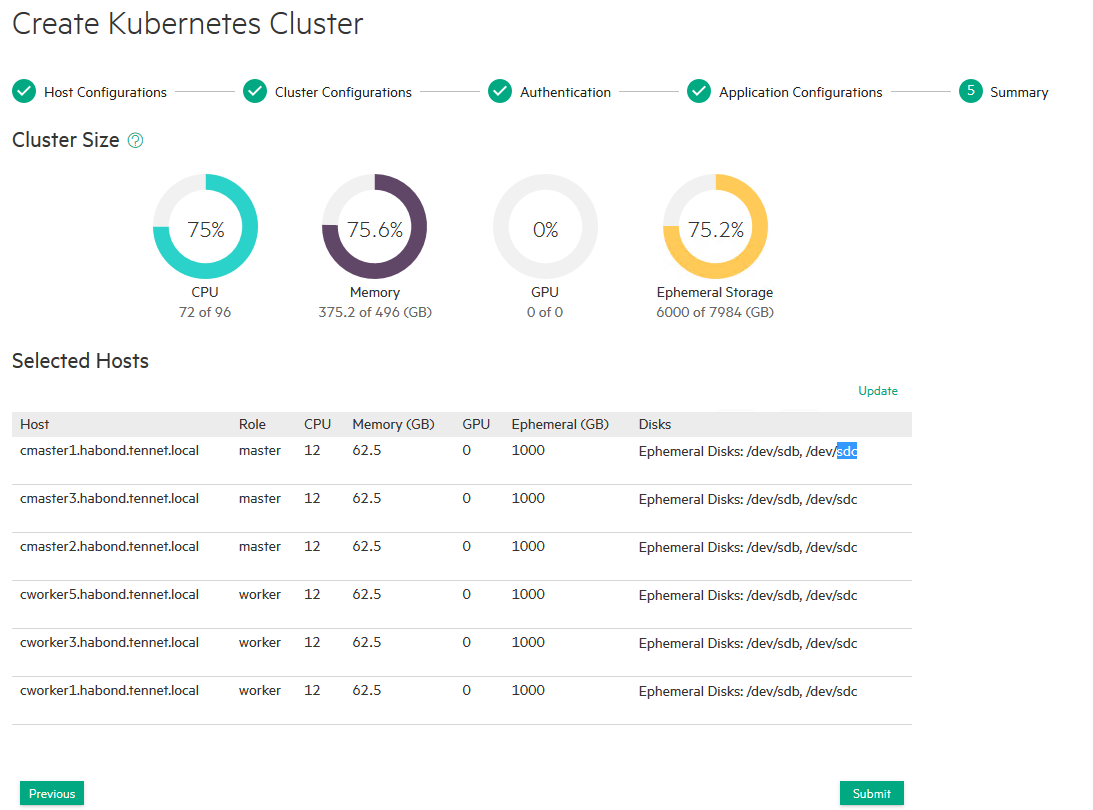 Create Kubernetes Cluster
Host Configurations Cluster Configurations Authentication Application Configurations 5 Summary
Cluster Size ?
75% 75.6% 0% 75.2%
CPU Memory GPU Ephemeral Storage
72 of 96 375.2 of 496 (GB) 0 of 0 6000 of 7984 (GB)
Selected Hosts
Update
Host Role CPU Memory (GB) GPU Ephemeral (GB) Disks
cmaster1.habond.tennet.local master 12 62.5 0 1000 Ephemeral Disks: /dev/sdb, /dev/sdc
cmaster3.habond.tennet.local master 12 62.5 0 1000 Ephemeral Disks: /dev/sdb, /dev/sdc
cmaster2.habond.tennet.local master 12 62.5 0 1000 Ephemeral Disks: /dev/sdb, /dev/sdc
cworker5.habond.tennet.local worker 12 62.5 0 1000 Ephemeral Disks: /dev/sdb, /dev/sdc
cworker3.habond.tennet.local worker 12 62.5 0 1000 Ephemeral Disks: /dev/sdb, /dev/sdc
cworker1.habond.tennet.local worker 12 62.5 0 1000 Ephemeral Disks: /dev/sdb, /dev/sdc
Previous Submit